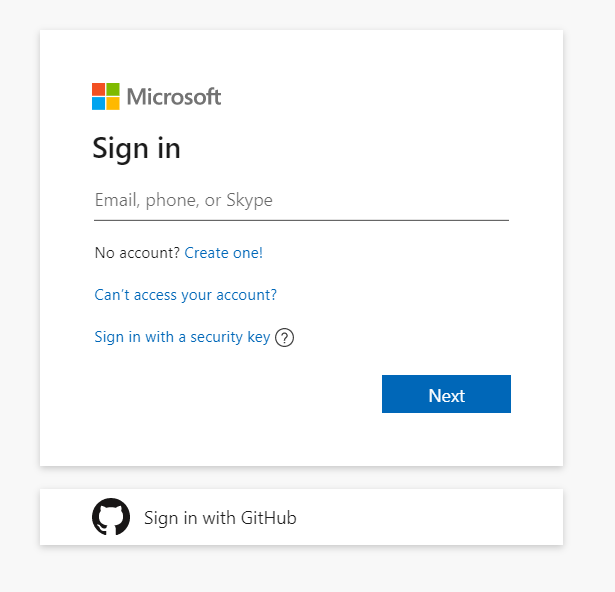 Microsoft
Sign in
Email, phone, or Skype
No account? Create one!
Can't access your account?
Sign in with a security key ?
Next
Sign in with GitHub